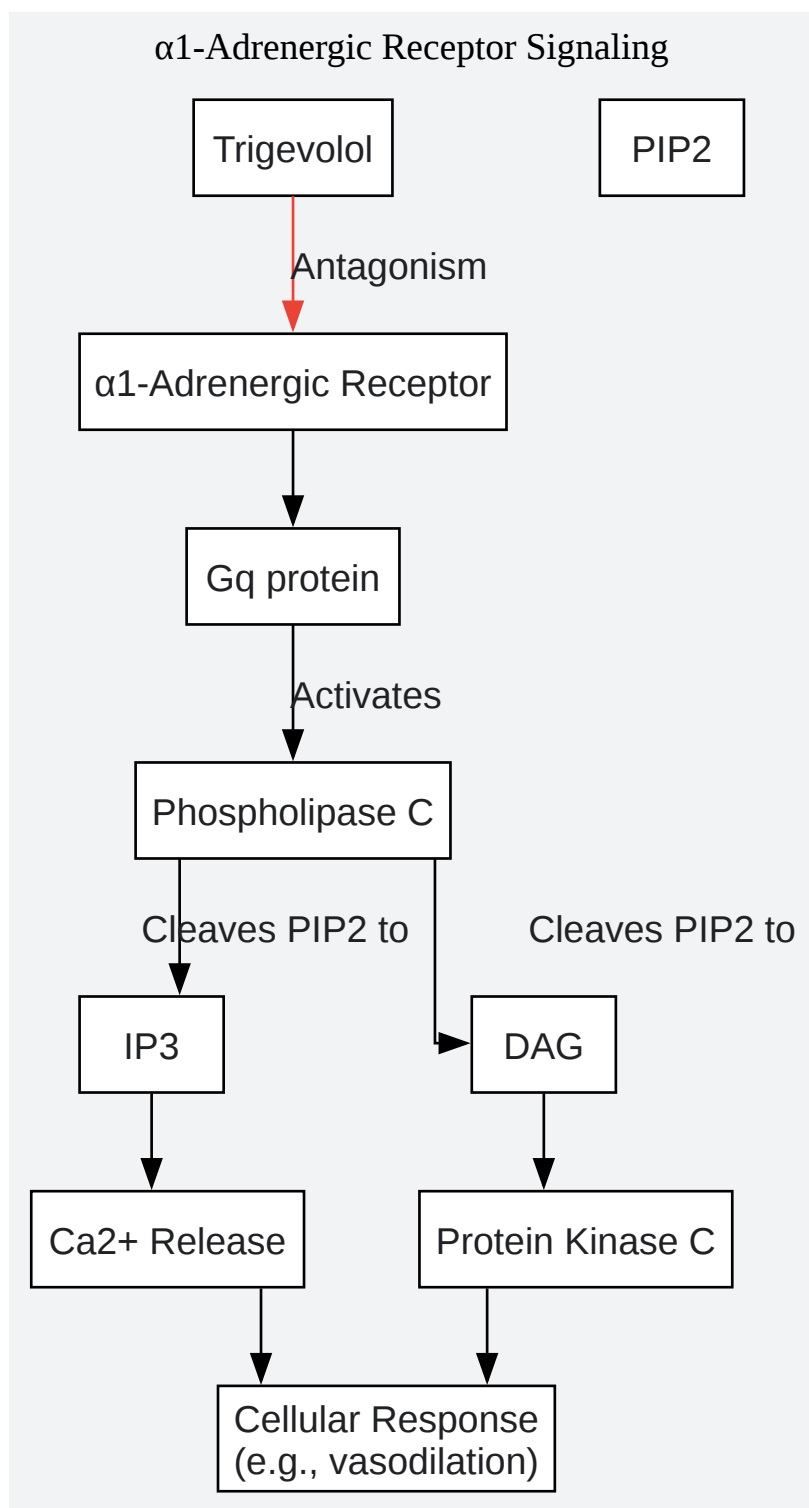 α1-Adrenergic Receptor Signaling
Trigevolol
PIP2
Antagonism
α1-Adrenergic Receptor
Gq protein
Activates
Phospholipase C
Cleaves PIP2 to
Cleaves PIP2 to
IP3
DAG
Ca2+ Release
Protein Kinase C
Cellular Response
(e.g., vasodilation)